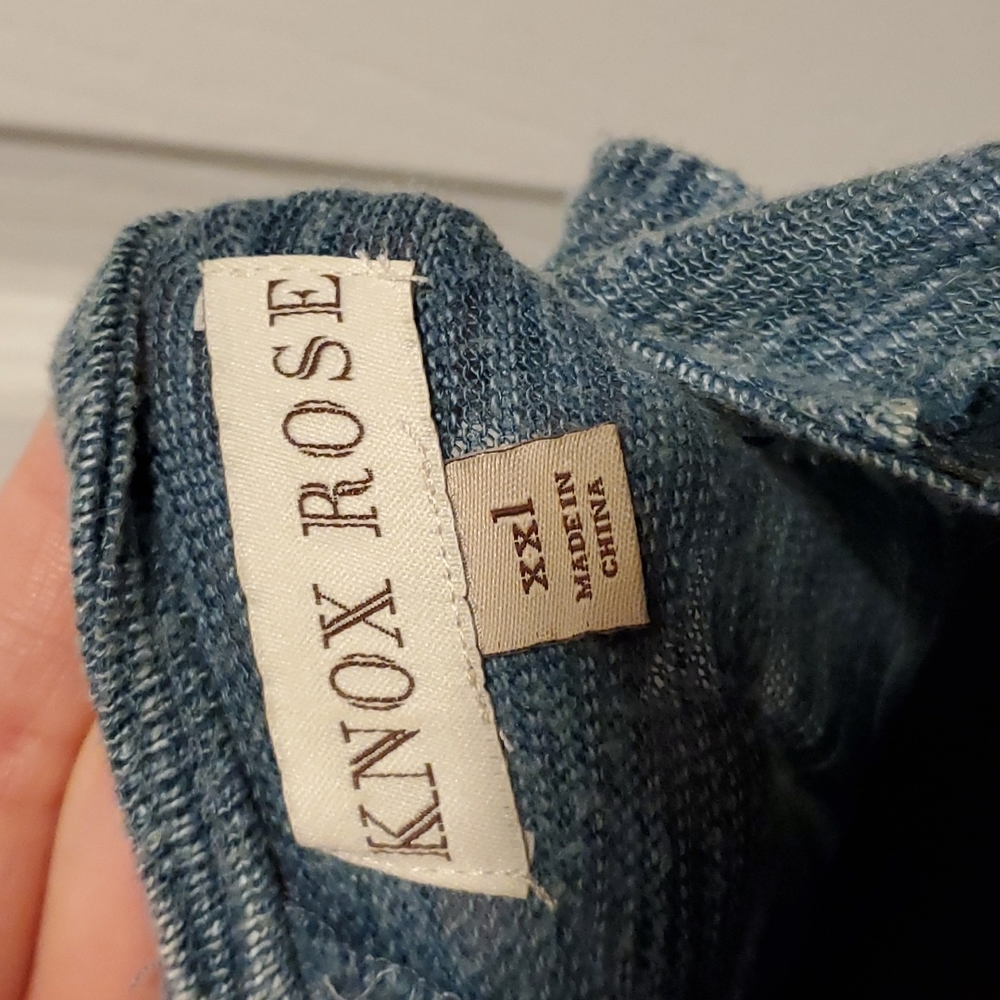 KNOX ROSE
xxl
MADE IN
CHINA